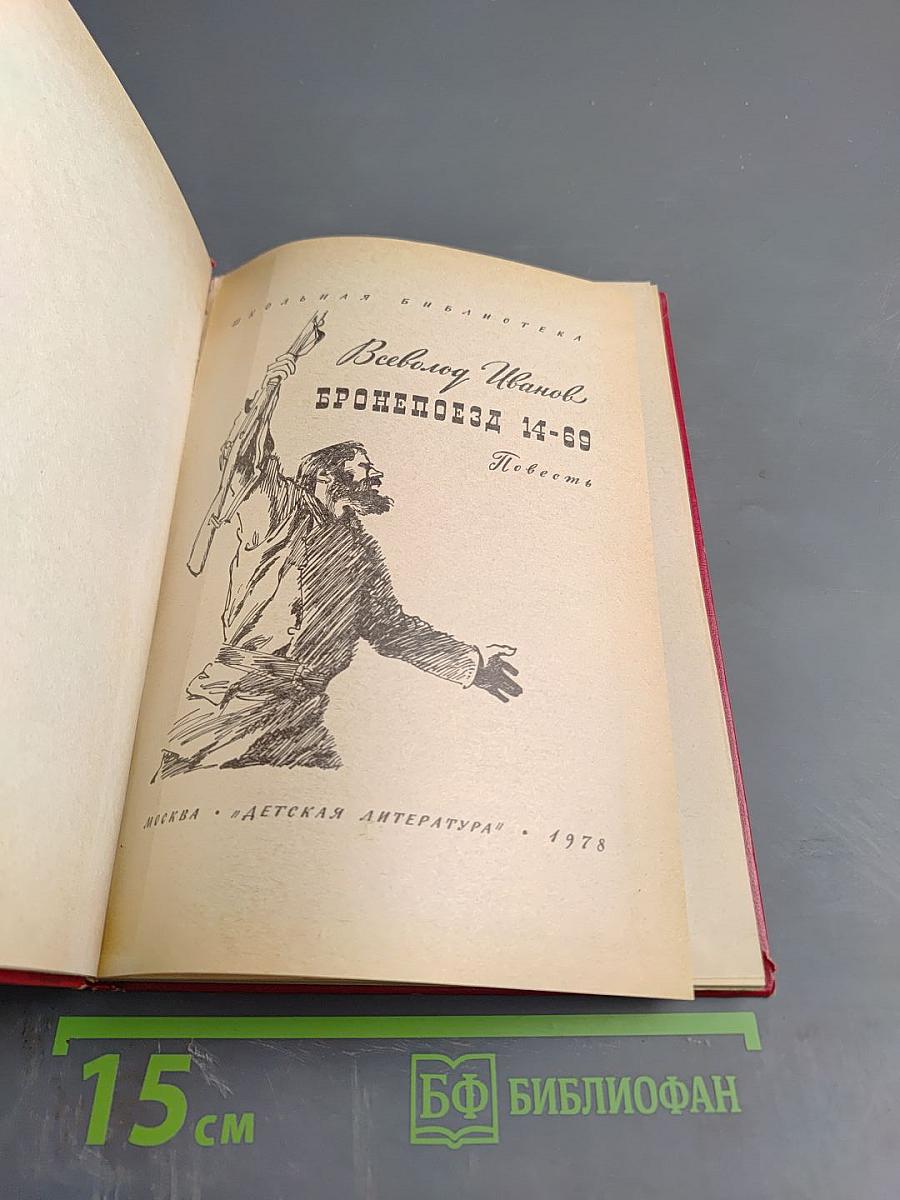 ШКОЛЬНАЯ БИБЛИОТЕКА
Всеволод Иванов
БРОНЕПОЕЗД 14-69
Повесть
МОСКВА • "ДЕТСКАЯ ЛИТЕРАТУРА" • 1978
15 см
БФ БИБЛИОФАН